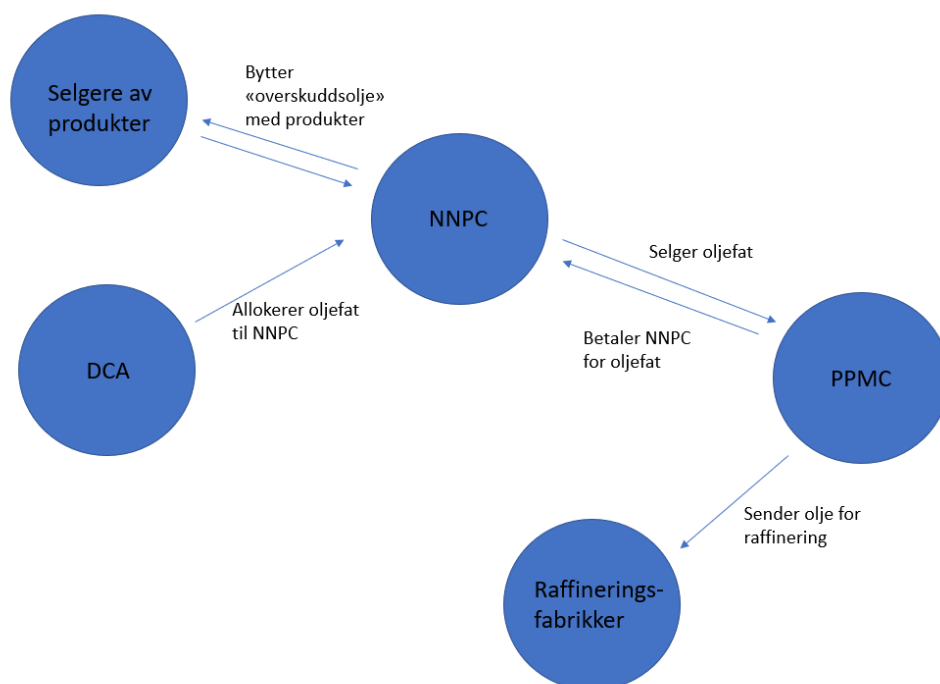 Selgere av
produkter
Bytter
«overskuddsolje»
med produkter
NNPC
Selger oljefat
Allokerer oljefat
til NNPC
Betaler NNPC
for oljefat
DCA
PPMC
Sender olje for
raffinering
Raffinerings-
fabrikker